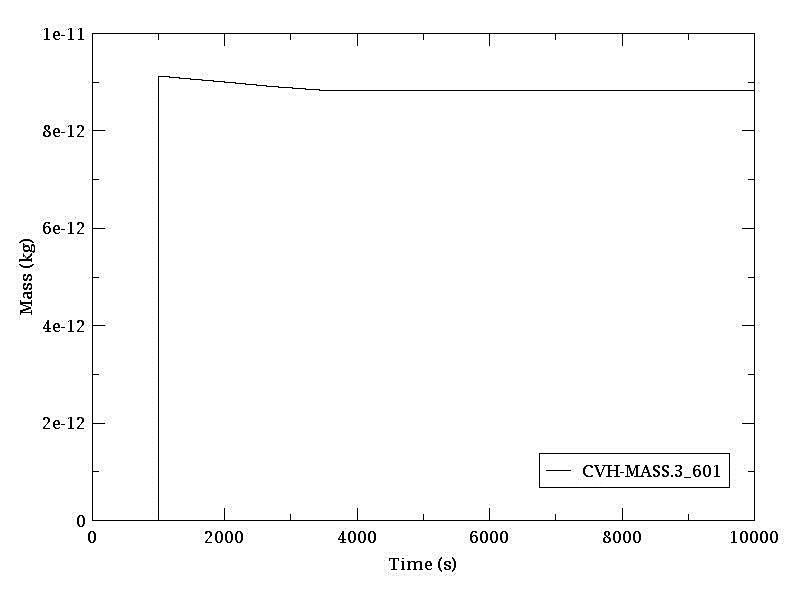 1e-11
8e-12
6e-12
4e-12
2e-12
0
Mass (kg)
0 2000 4000 6000 8000 10000
Time (s)
CVH-MASS.3_601